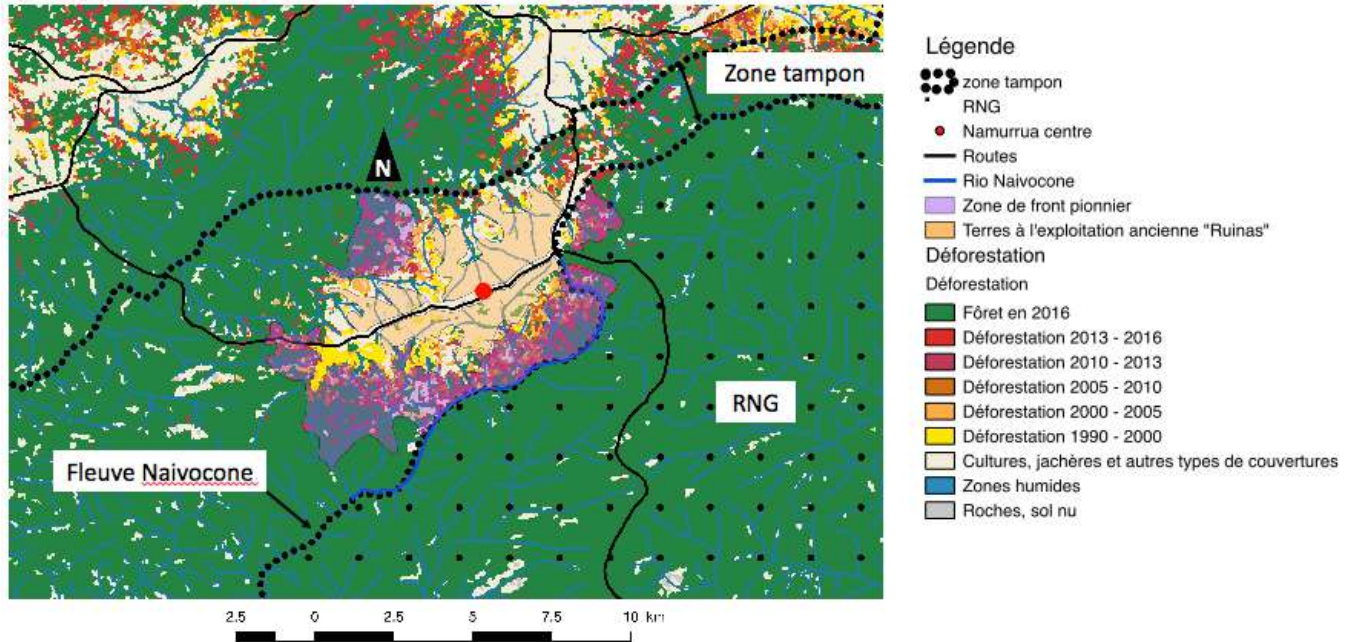 Zone tampon
N
RNG
Fleuve Naivocone
2.5 0 2.5 5 7.5 10 km
Légende
zone tampon
RNG
Namurrua centre
Routes
Rio Naivocone
Zone de front pionnier
Terres à l'exploitation ancienne "Ruinas"
Déforestation
Déforestation
Fôret en 2016
Déforestation 2013 - 2016
Déforestation 2010 - 2013
Déforestation 2005 - 2010
Déforestation 2000 - 2005
Déforestation 1990 - 2000
Cultures, jachères et autres types de couvertures
Zones humides
Roches, sol nu